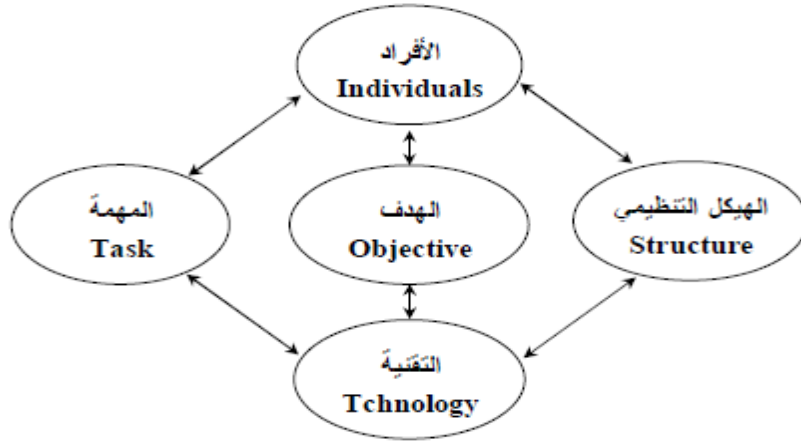 الأفراد
Individuals
المهمة
Task
الهدف
Objective
الهيكل التنظيمي
Structure
التقنية
Tchnology